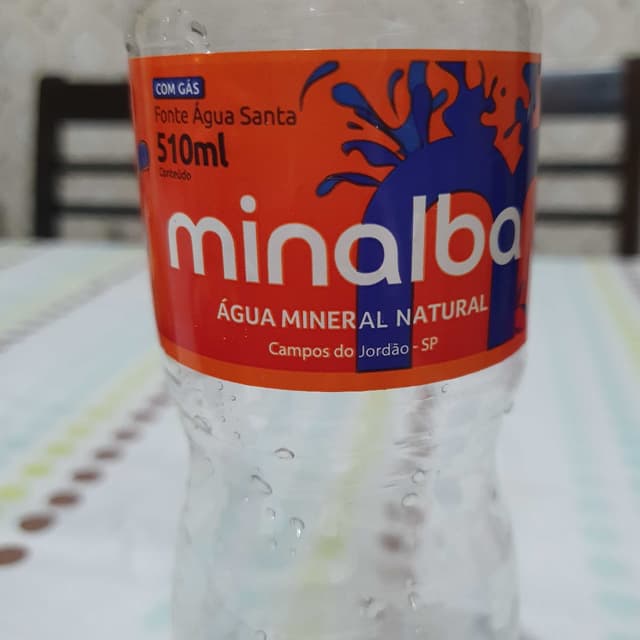 COM GÁS
Fonte Água Santa
510ml
Conteúdo
minalba
ÁGUA MINERAL NATURAL
Campos do Jordão - SP